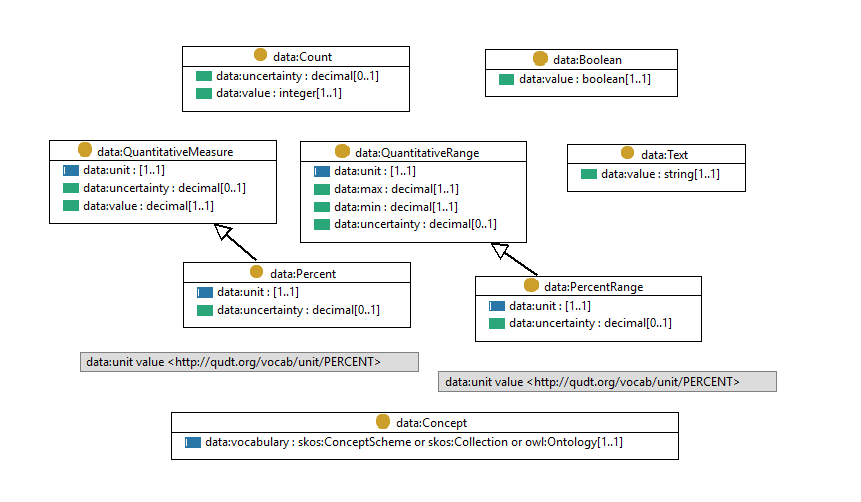 data:Count
data:uncertainty : decimal[0..1]
data:value : integer[1..1]
data:Boolean
data:value : boolean[1..1]
data:QuantitativeMeasure
data:unit : [1..1]
data:uncertainty : decimal[0..1]
data:value : decimal[1..1]
data:QuantitativeRange
data:unit : [1..1]
data:max : decimal[1..1]
data:min : decimal[1..1]
data:uncertainty : decimal[0..1]
data:Text
data:value : string[1..1]
data:Percent
data:unit : [1..1]
data:uncertainty : decimal[0..1]
data:PercentRange
data:unit : [1..1]
data:uncertainty : decimal[0..1]
data:unit value <http://qudt.org/vocab/unit/PERCENT>
data:unit value <http://qudt.org/vocab/unit/PERCENT>
data:Concept
data:vocabulary : skos:ConceptScheme or skos:Collection or owl:Ontology[1..1]